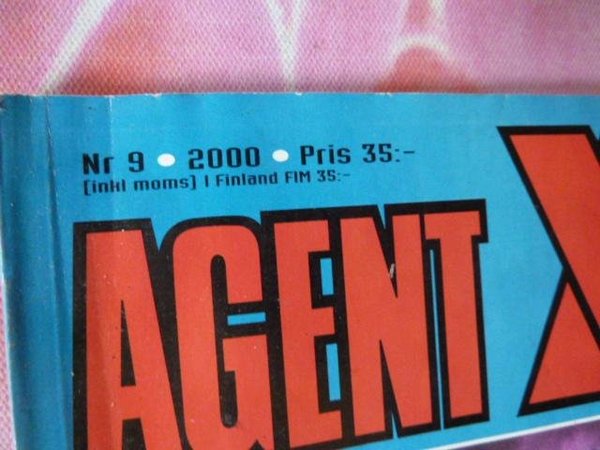 Nr 9 • 2000 • Pris 35:-
[inkl moms] I Finland FIM 35:-
AGENT X